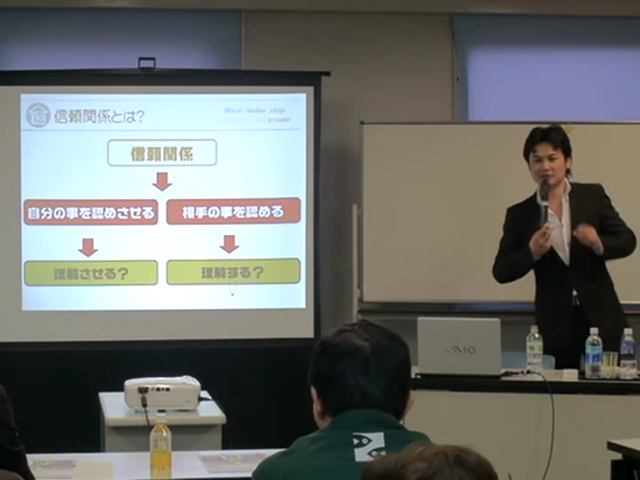 信頼関係とは?
信頼関係
自分の事を認めさせる
相手の事を認める
理解させる?
理解する?
VAIO